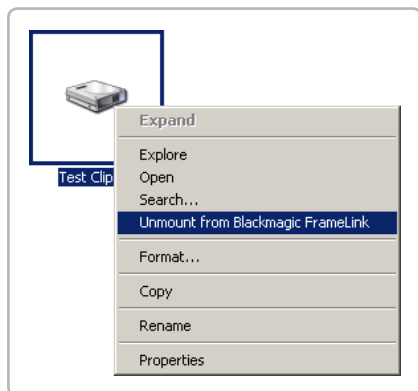 Test Clip
Expand
Explore
Open
Search...
Unmount from Blackmagic FrameLink
Format...
Copy
Rename
Properties